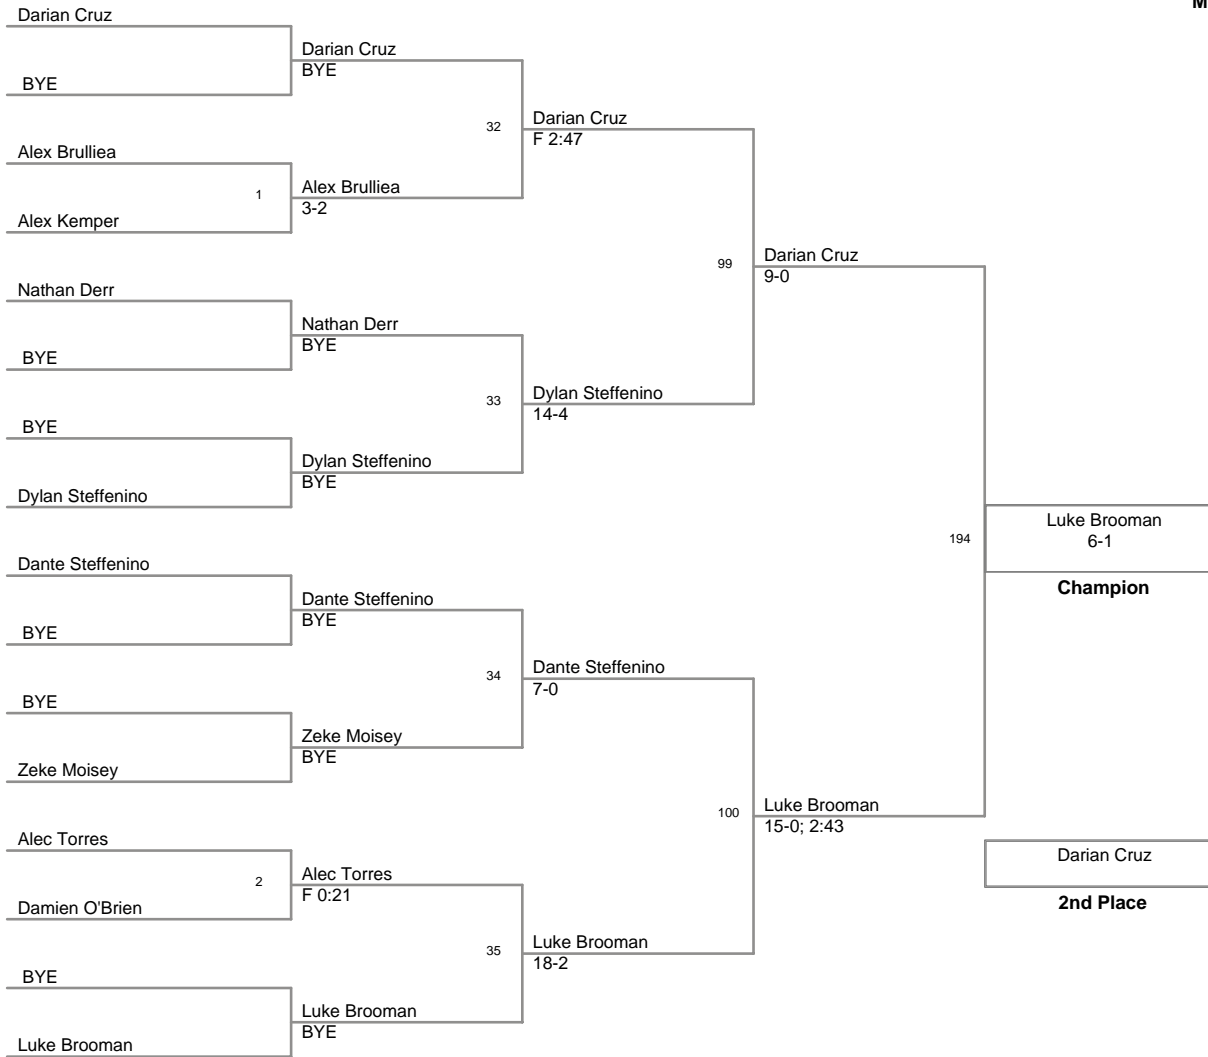 M
Darian Cruz
Darian Cruz
BYE
BYE
32
Darian Cruz
F 2:47
Alex Brulliea
1
Alex Brulliea
3-2
Alex Kemper
99
Darian Cruz
9-0
Nathan Derr
Nathan Derr
BYE
BYE
33
Dylan Steffenino
14-4
BYE
Dylan Steffenino
BYE
Dylan Steffenino
194
Luke Brooman
6-1
Champion
Dante Steffenino
Dante Steffenino
BYE
BYE
34
Dante Steffenino
7-0
BYE
Zeke Moisey
BYE
Zeke Moisey
100
Luke Brooman
15-0; 2:43
Alec Torres
2
Alec Torres
F 0:21
Damien O'Brien
Darian Cruz
2nd Place
35
Luke Brooman
18-2
BYE
Luke Brooman
BYE
Luke Brooman